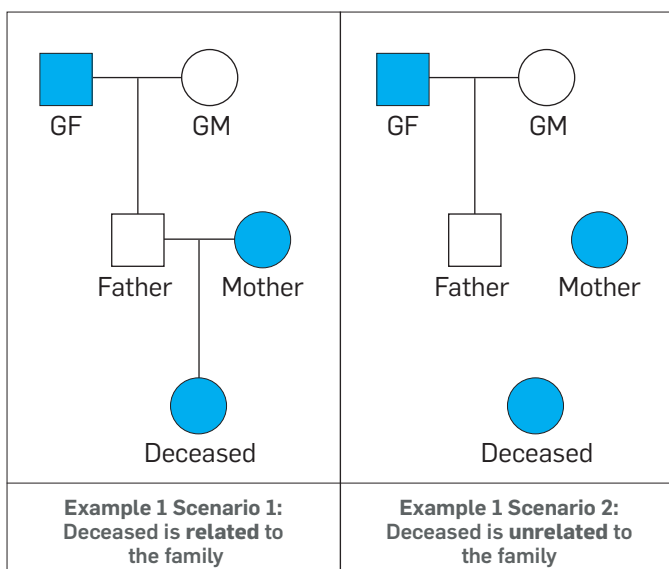 GF GM
Father Mother
Deceased
Example 1 Scenario 1:
Deceased is related to
the family
GF GM
Father Mother
Deceased
Example 1 Scenario 2:
Deceased is unrelated to
the family